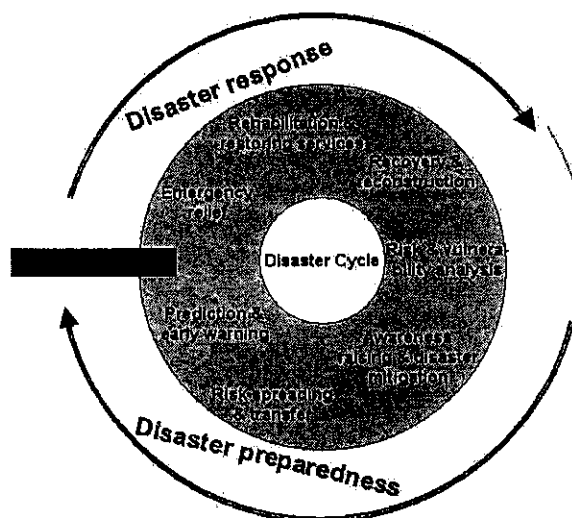 Disaster response
Rehabilitation &
restoring services
Recovery &
reconstruction
Emergency
relief
Disaster Cycle
Risk & vulnera-
bility analysis
Prediction &
early warning
Awareness
raising & disaster
mitigation
Risk spreading
& transfer
Disaster preparedness